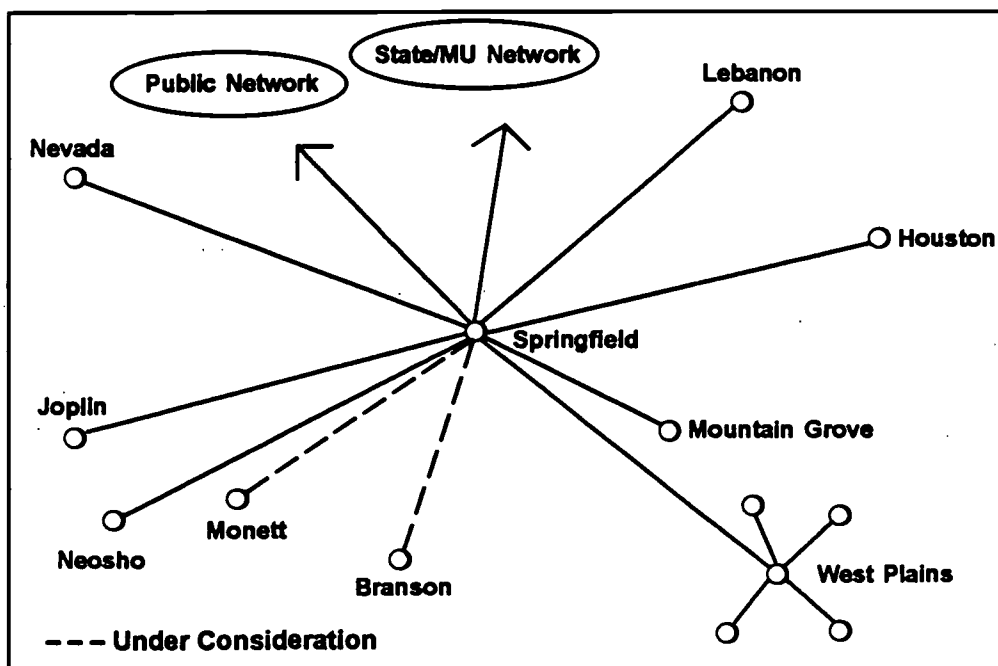 State/MU Network
Public Network
Lebanon
Nevada
Houston
Springfield
Joplin
Mountain Grove
Monett
Neosho
Branson
West Plains
--- Under Consideration